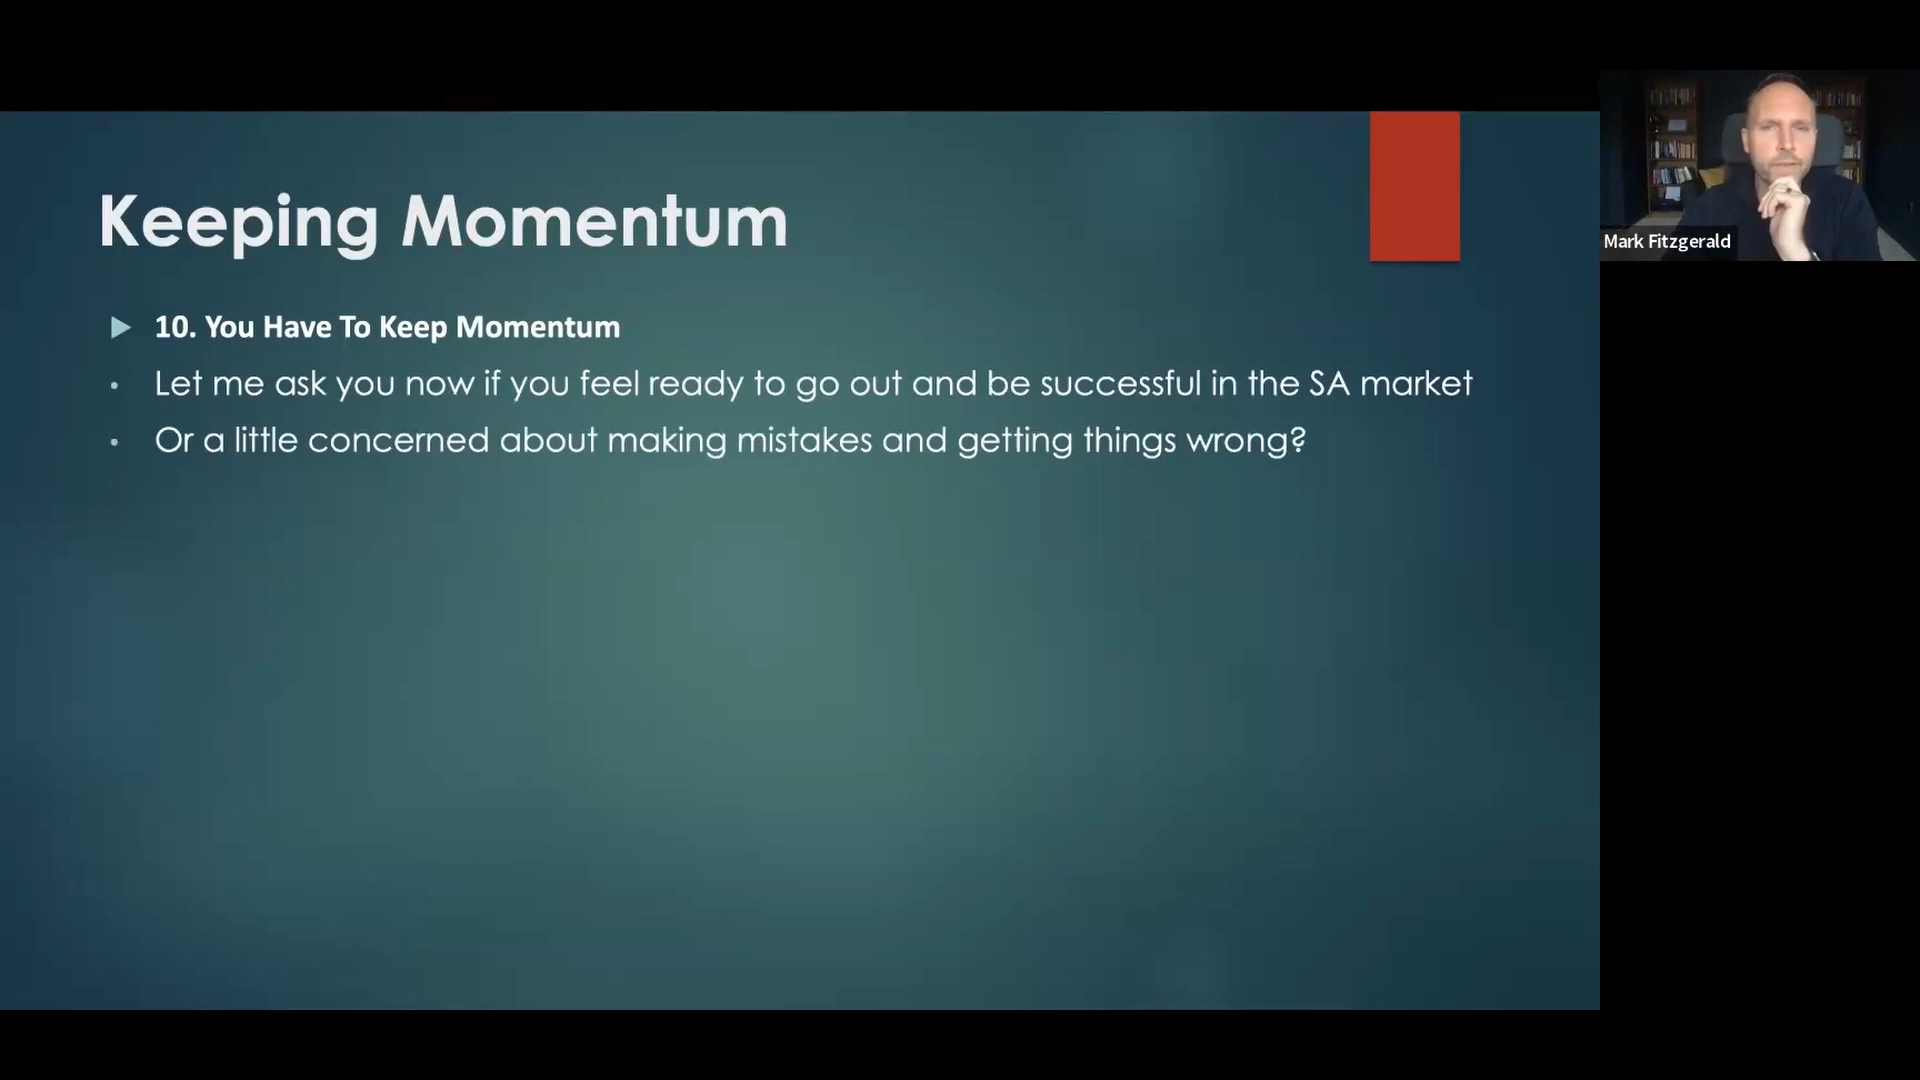 Keeping Momentum
10. You Have To Keep Momentum
Let me ask you now if you feel ready to go out and be successful in the SA market
Or a little concerned about making mistakes and getting things wrong?
Mark Fitzgerald